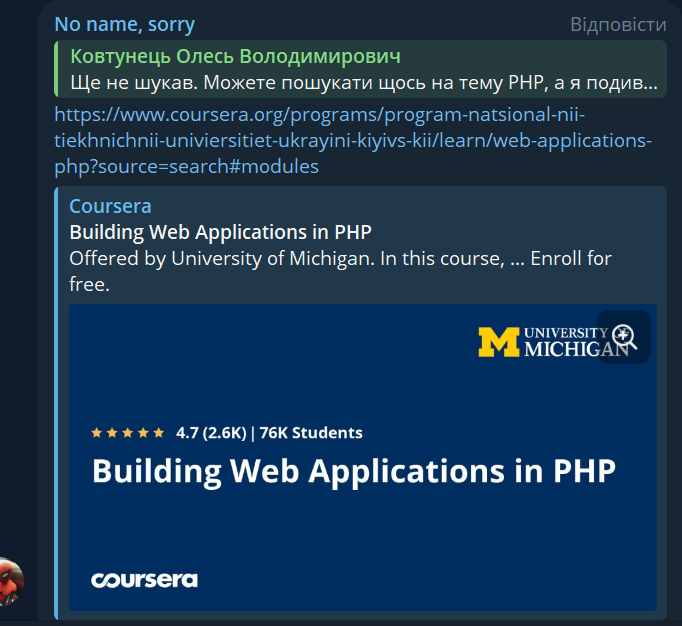 No name, sorry
Відповісти
Ковтунець Олесь Володимирович
Ще не шукав. Можете пошукати щось на тему PHP, а я подив...
https://www.coursera.org/programs/program-natsional-nii-
tiekhnichnii-univiersitiet-ukrayini-kiyivs-kii/learn/web-applications-
php?source=search#modules
Coursera
Building Web Applications in PHP
Offered by University of Michigan. In this course, ... Enroll for
free.
M UNIVERSITY
MICHIGAN
4.7 (2.6K) | 76K Students
Building Web Applications in PHP
coursera